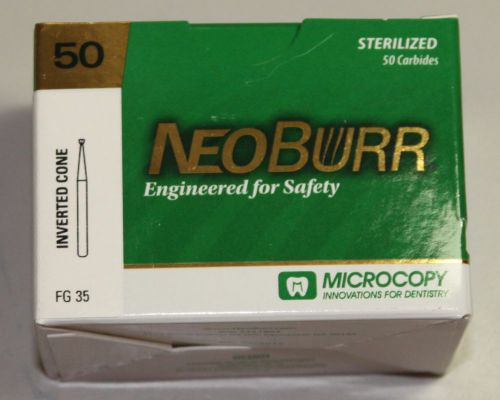 50
STERILIZED
50 Carbides
NEOBURR
Engineered for Safety
INVERTED CONE
FG 35
MICROCOPY
INNOVATIONS FOR DENTISTRY